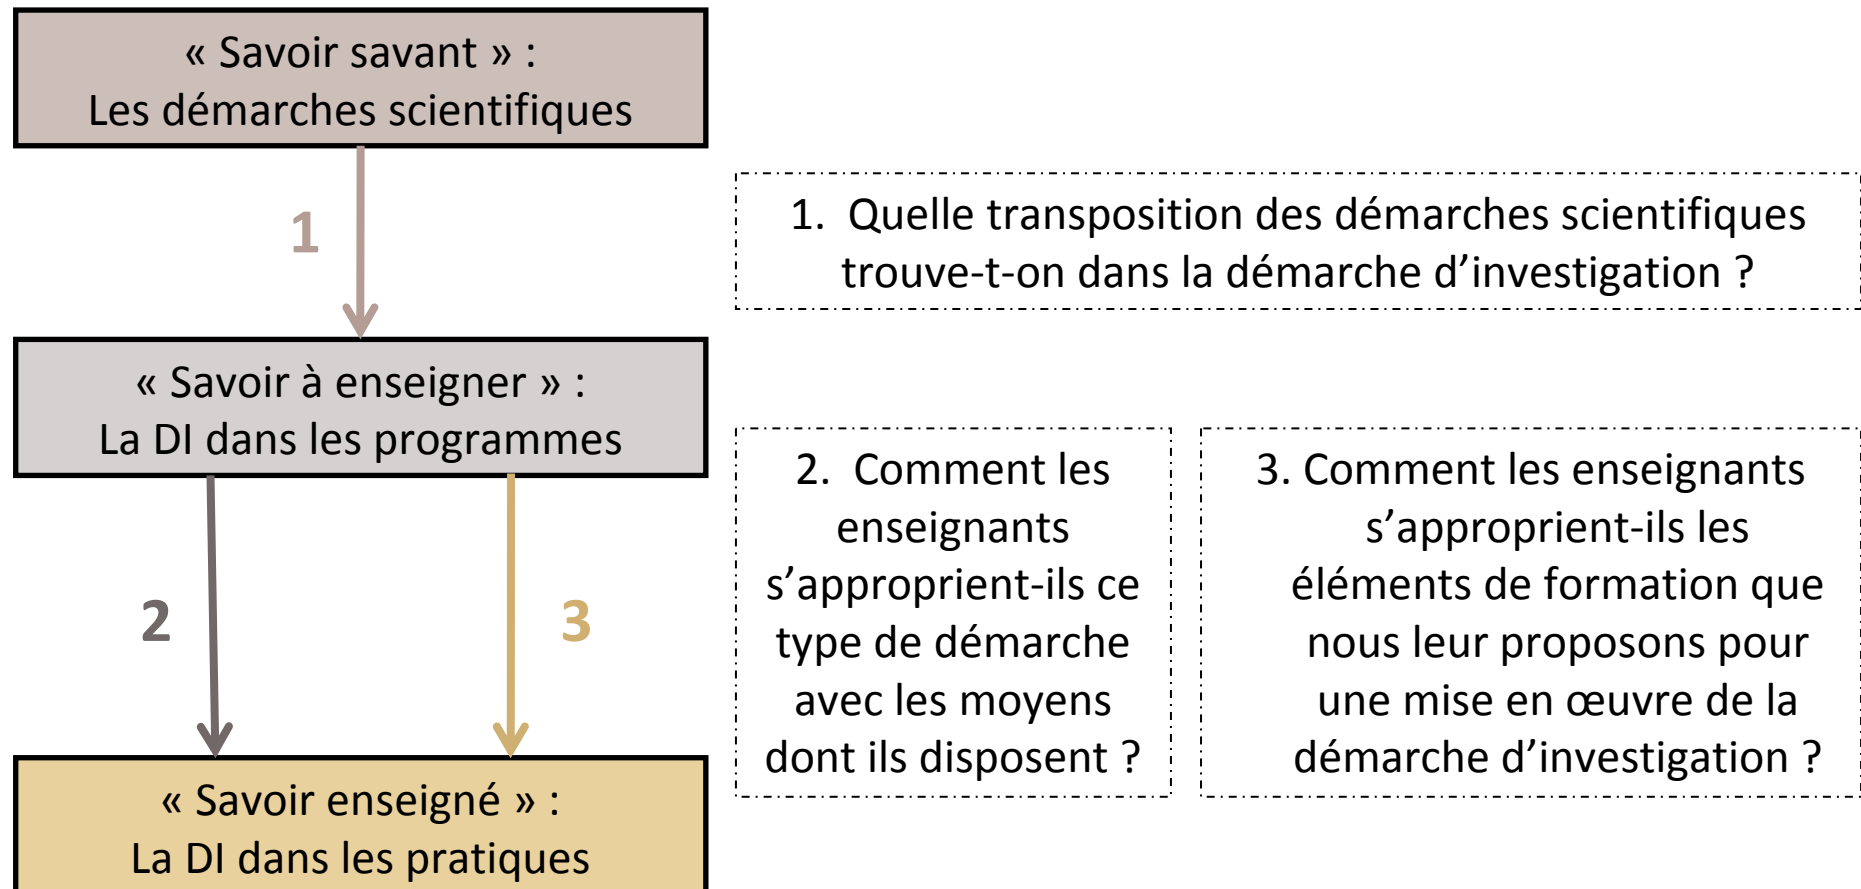 « Savoir savant » :
Les démarches scientifiques
1
1. Quelle transposition des démarches scientifiques
trouve-t-on dans la démarche d’investigation ?
« Savoir à enseigner » :
La DI dans les programmes
2
3
2. Comment les
enseignants
s’approprient-ils ce
type de démarche
avec les moyens
dont ils disposent ?
3. Comment les enseignants
s’approprient-ils les
éléments de formation que
nous leur proposons pour
une mise en œuvre de la
démarche d’investigation ?
« Savoir enseigné » :
La DI dans les pratiques